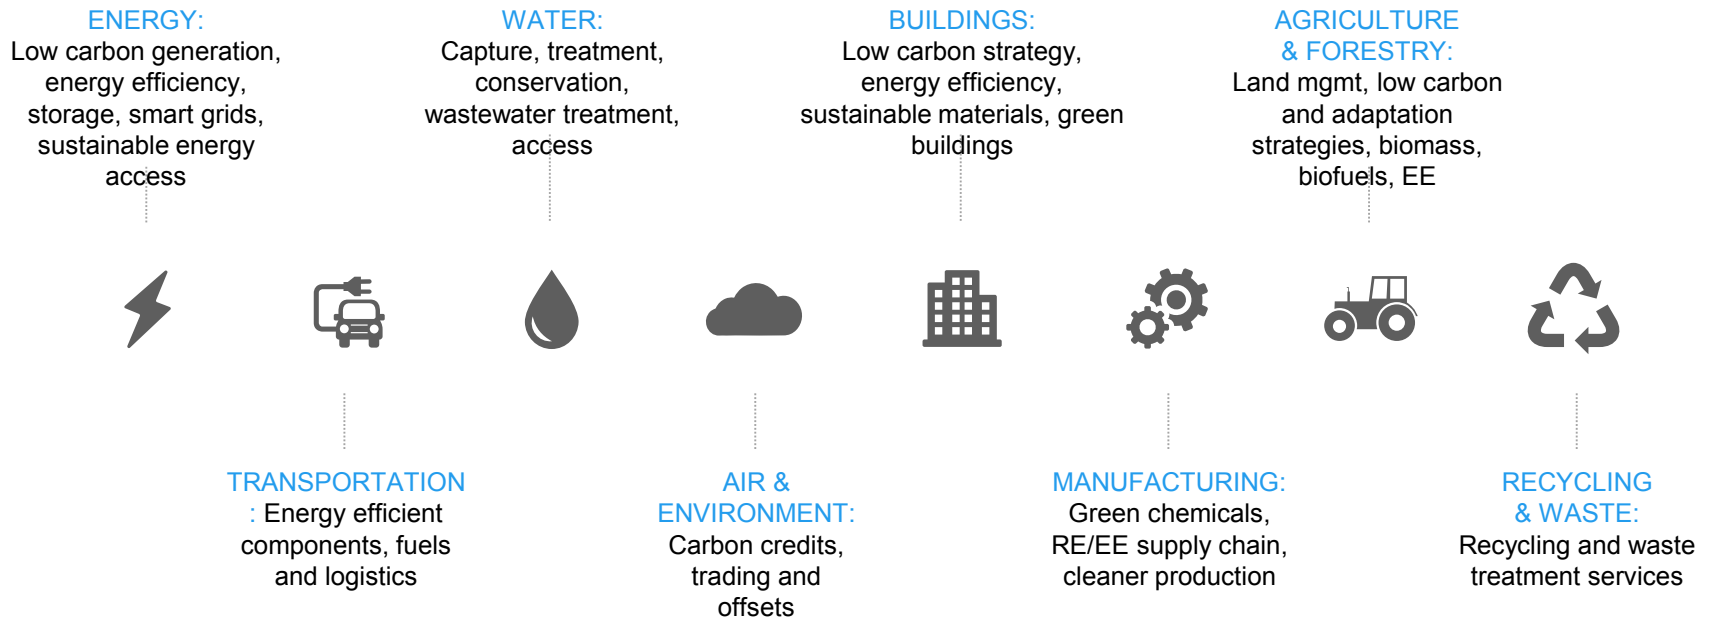 ENERGY:
Low carbon generation,
energy efficiency,
storage, smart grids,
sustainable energy
access
WATER:
Capture, treatment,
conservation,
wastewater treatment,
access
BUILDINGS:
Low carbon strategy,
energy efficiency,
sustainable materials, green
buildings
AGRICULTURE
& FORESTRY:
Land mgmt, low carbon
and adaptation
strategies, biomass,
biofuels, EE
TRANSPORTATION
: Energy efficient
components, fuels
and logistics
AIR &
ENVIRONMENT:
Carbon credits,
trading and
offsets
MANUFACTURING:
Green chemicals,
RE/EE supply chain,
cleaner production
RECYCLING
& WASTE:
Recycling and waste
treatment services